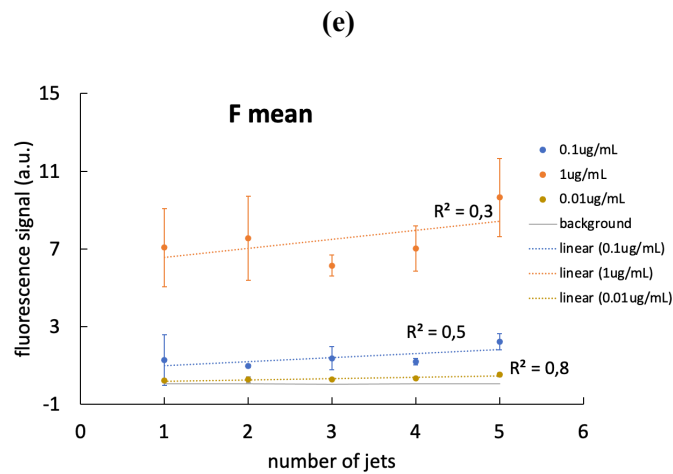 (e)
F mean
fluorescence signal (a.u.)
15
11
7
3
-1
0 1 2 3 4 5 6
number of jets
R² = 0,3
R² = 0,5
R² = 0,8
0.1ug/mL
1ug/mL
0.01ug/mL
background
linear (0.1ug/mL)
linear (1ug/mL)
linear (0.01ug/mL)